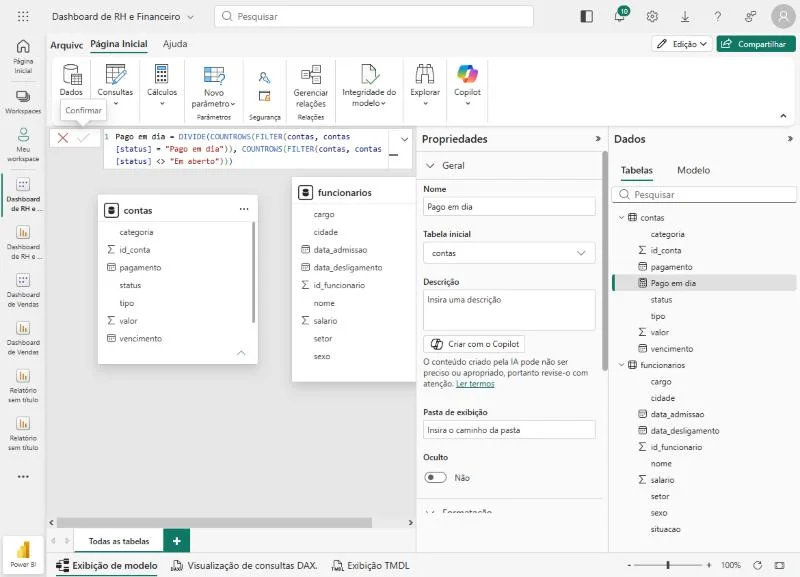 Dashboard de RH e Financeiro
Pesquisar
10
Página Inicial
Workspaces
Meu workspace
Dashboard de RH e ...
Dashboard de RH e ...
Dashboard de Vendas
Dashboard de Vendas
Relatório sem título
Relatório sem título
Power BI
Arquivc
Página Inicial
Ajuda
Edição
Compartilhar
Dados
Consultas
Cálculos
Novo parâmetro
Parâmetros
Segurança
Gerenciar relações
Relações
Integridade do modelo
Explorar
Copilot
Confirmar
1 Pago em dia = DIVIDE(COUNTROWS(FILTER(contas, contas
[status] = "Pago em dia")), COUNTROWS(FILTER(contas, contas
[status] <> "Em aberto")))
contas
categoria
id_conta
pagamento
status
tipo
valor
vencimento
funcionarios
cargo
cidade
data_admissao
data_desligamento
id_funcionario
nome
salario
setor
sexo
Todas as tabelas
Propriedades
Geral
Nome
Pago em dia
Tabela inicial
contas
Descrição
Insira uma descrição
Criar com o Copilot
O conteúdo criado pela IA pode não ser
preciso ou apropriado, portanto revise-o com
atenção. Ler termos
Pasta de exibição
Insira o caminho da pasta
Oculto
Não
Formatação
Dados
Tabelas
Modelo
Pesquisar
contas
categoria
id_conta
pagamento
Pago em dia
status
tipo
valor
vencimento
funcionarios
cargo
cidade
data_admissao
data_desligamento
id_funcionario
nome
salario
setor
sexo
situacao
Exibição de modelo
DAX
Visualização de consultas DAX.
TMDL
Exibição TMDL
- + 100%